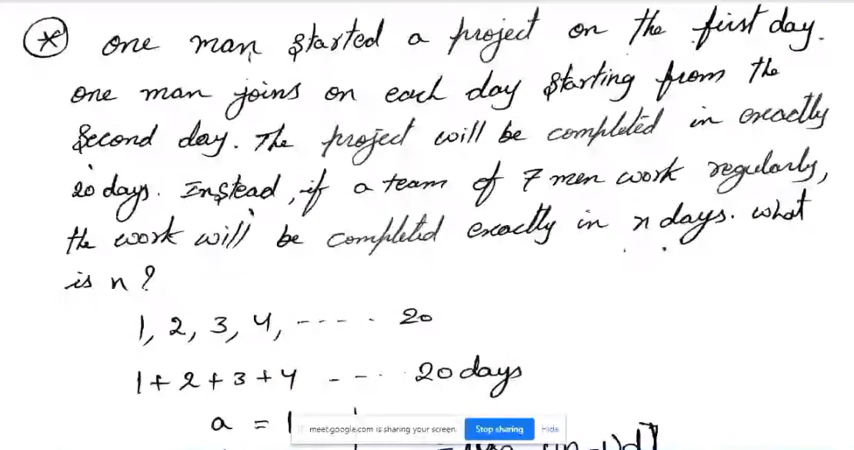 * One man started a project on the first day.
One man joins on each day starting from the
second day. The project will be completed in exactly
20 days. Instead, if a team of 7 men work regularly,
the work will be completed exactly in n days. what
is n?
1, 2, 3, 4, ----- 20
1+2+3+4 --- 20 days
a = 1
meet.google.com is sharing your screen. Stop sharing Hide